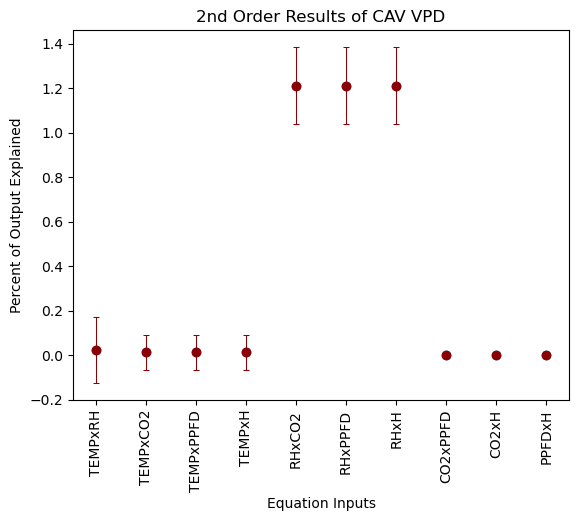 2nd Order Results of CAV VPD
Percent of Output Explained
1.4
1.2
1.0
0.8
0.6
0.4
0.2
0.0
−0.2
TEMPxRH
TEMPxCO2
TEMPxPPFD
TEMPxH
RHxCO2
RHxPPFD
RHxH
CO2xPPFD
CO2xH
PPFDxH
Equation Inputs